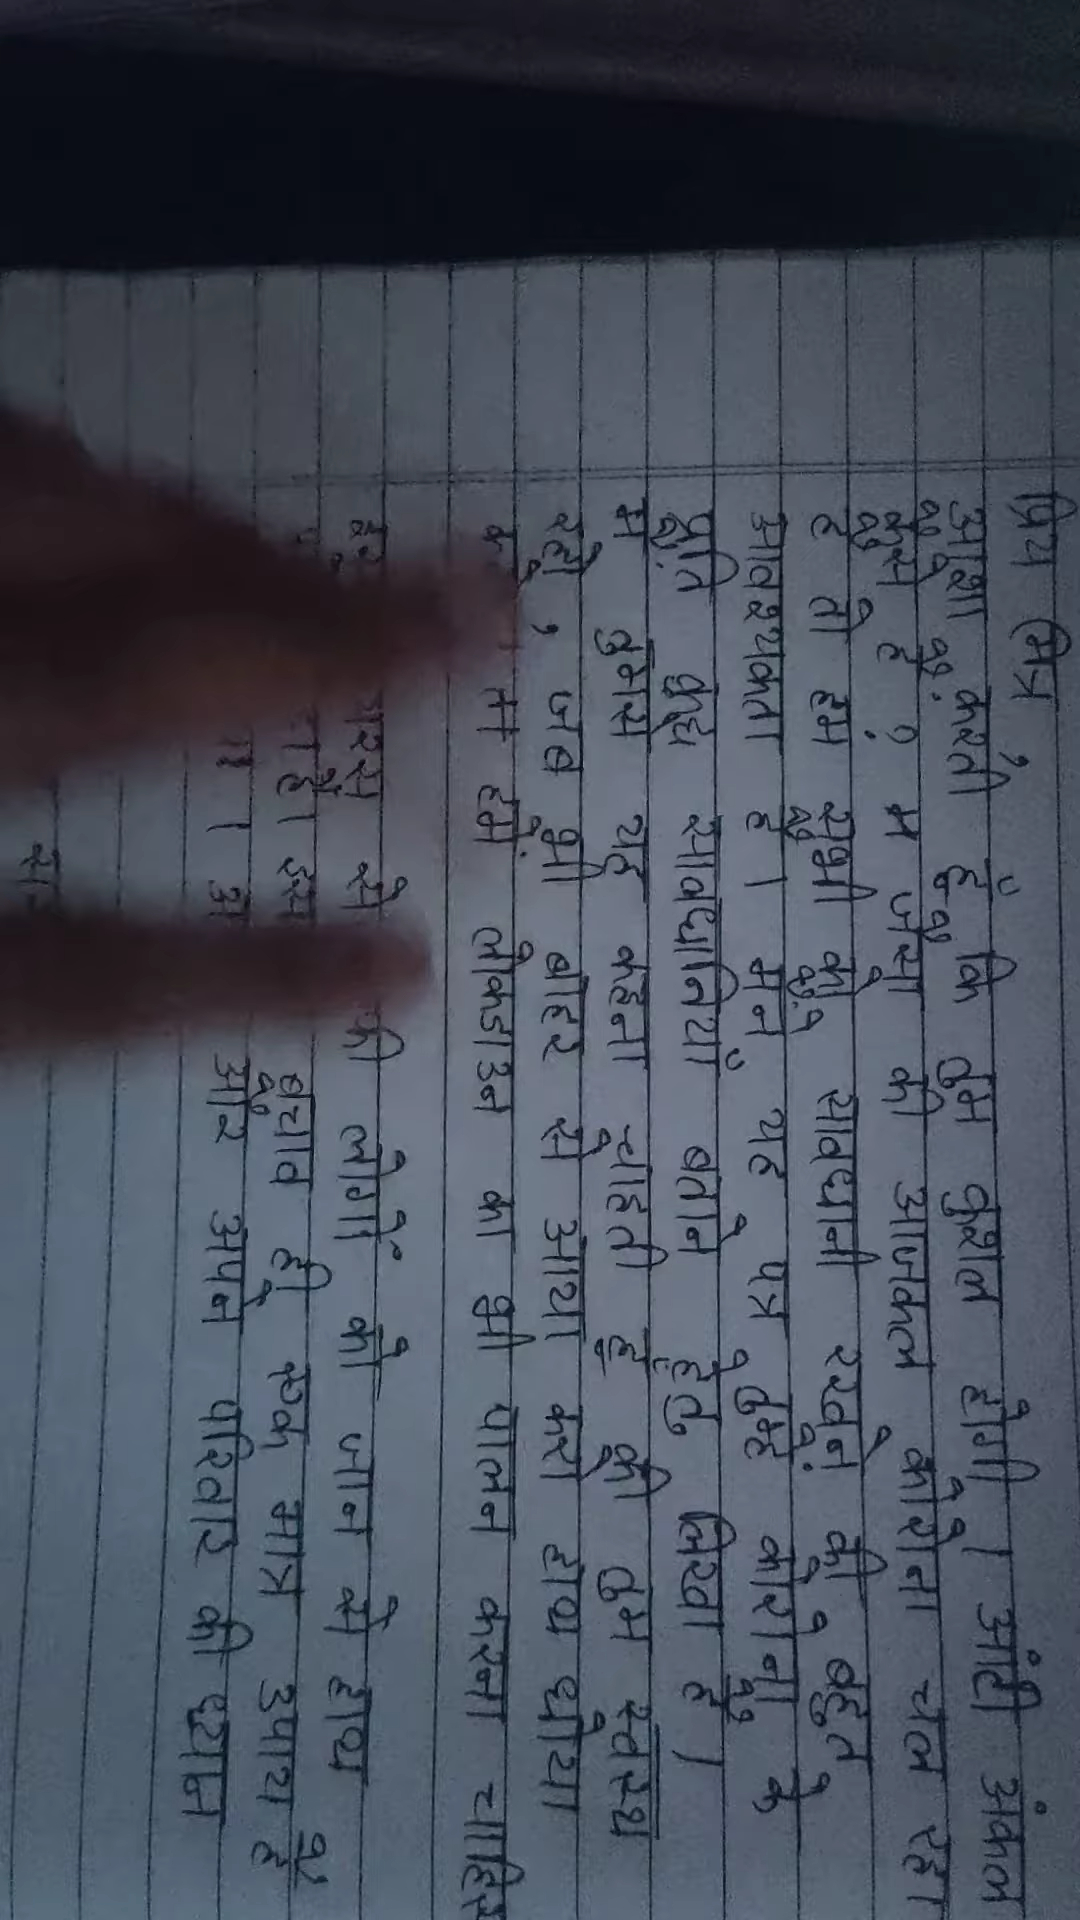 प्रिय मित्र,
आशा करती हूँ कि तुम कुशल होगी। आंटी अंकल
कैसे है? मै जैसा की आजकल कोरोना चल रहा
है तो हम सभी को सावधानी रखने की बहुत
आवश्यकता है। मैने यह पत्र तुम्हे कोरोना के
प्रति कुछ सावधानियाँ बताने हेतु लिखा है।
मै तुमसे यह कहना चाहती हूँ की तुम स्वस्थ
रहो, जब भी बाहर से आया करो हाथ धोया
हमें लोकडाउन का भी पालन करना चाहिए
से की लोगों को जान से हाथ
है। इस बचाव ही एक मात्र उपाय है
और अपने परिवार की ध्यान